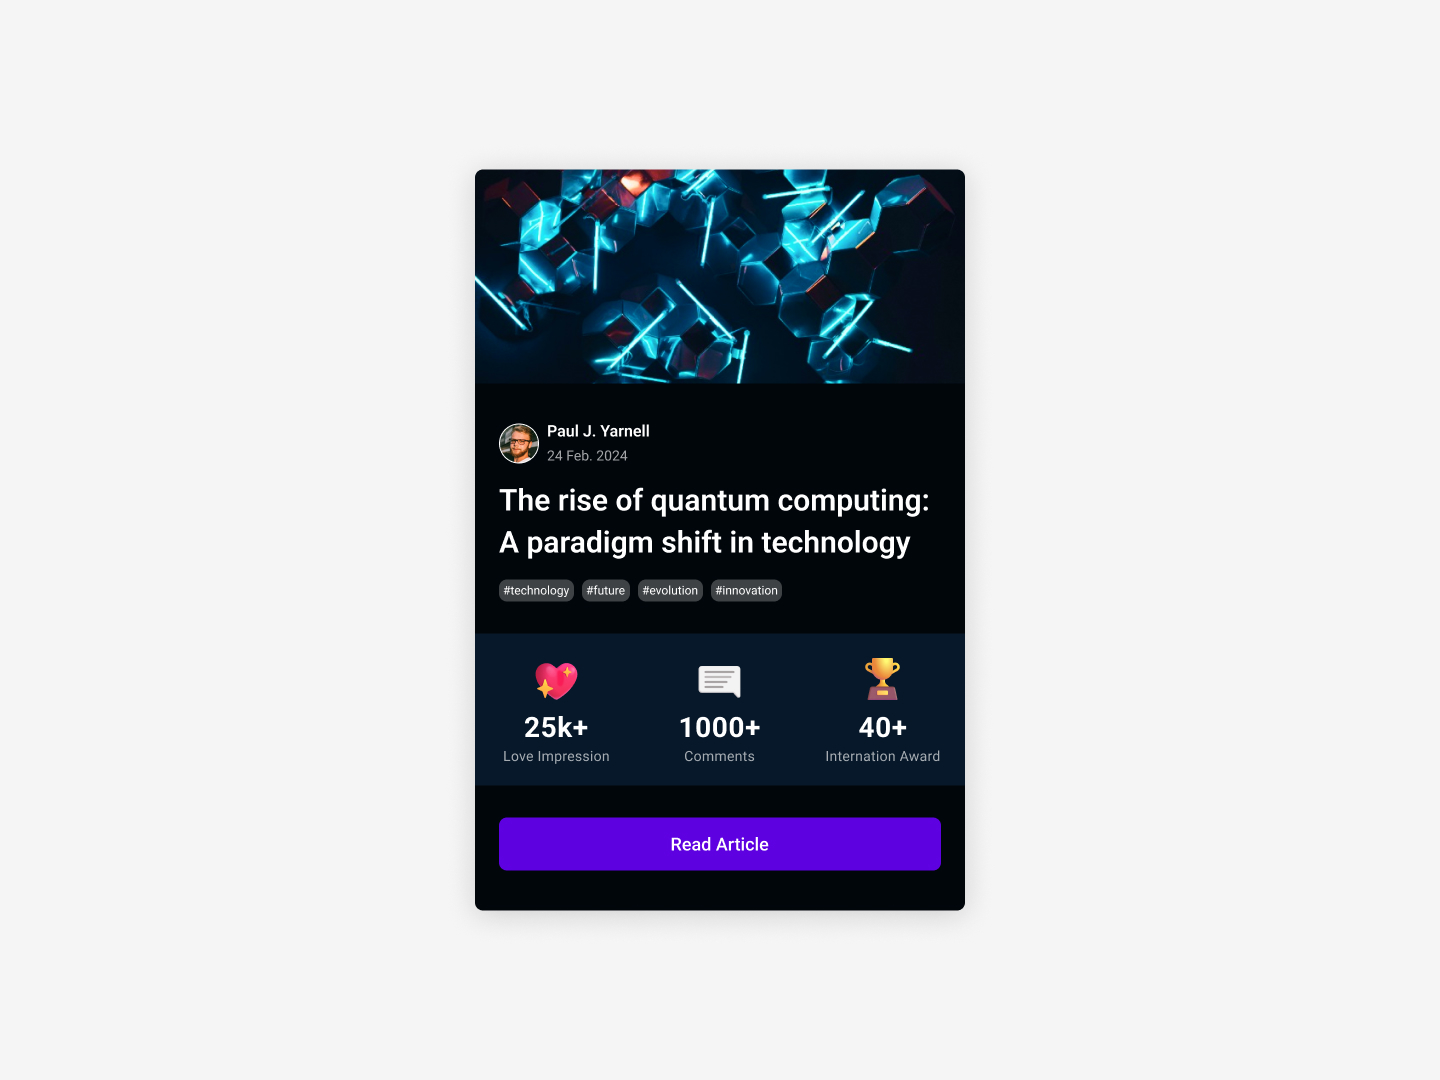 Paul J. Yarnell
24 Feb. 2024
The rise of quantum computing:
A paradigm shift in technology
#technology #future #evolution #innovation
25k+ 1000+ 40+
Love Impression Comments Internation Award
Read Article